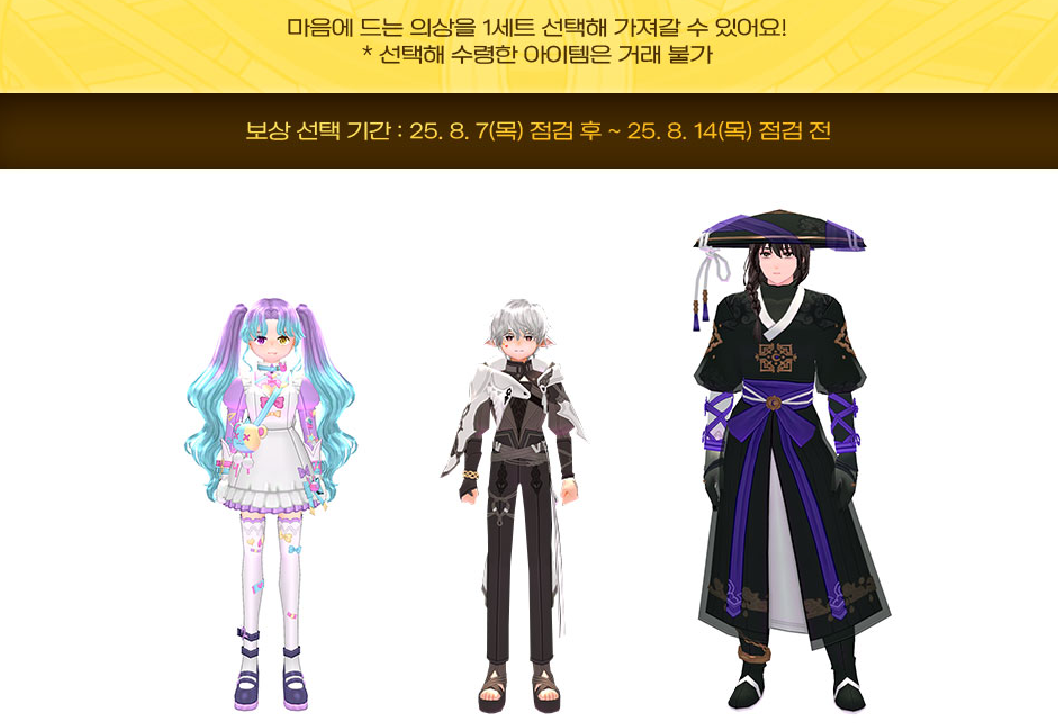 마음에 드는 의상을 1세트 선택해 가져갈 수 있어요!
* 선택해 수령한 아이템은 거래 불가
보상 선택 기간 : 25. 8. 7(목) 점검 후 ~ 25. 8. 14(목) 점검 전